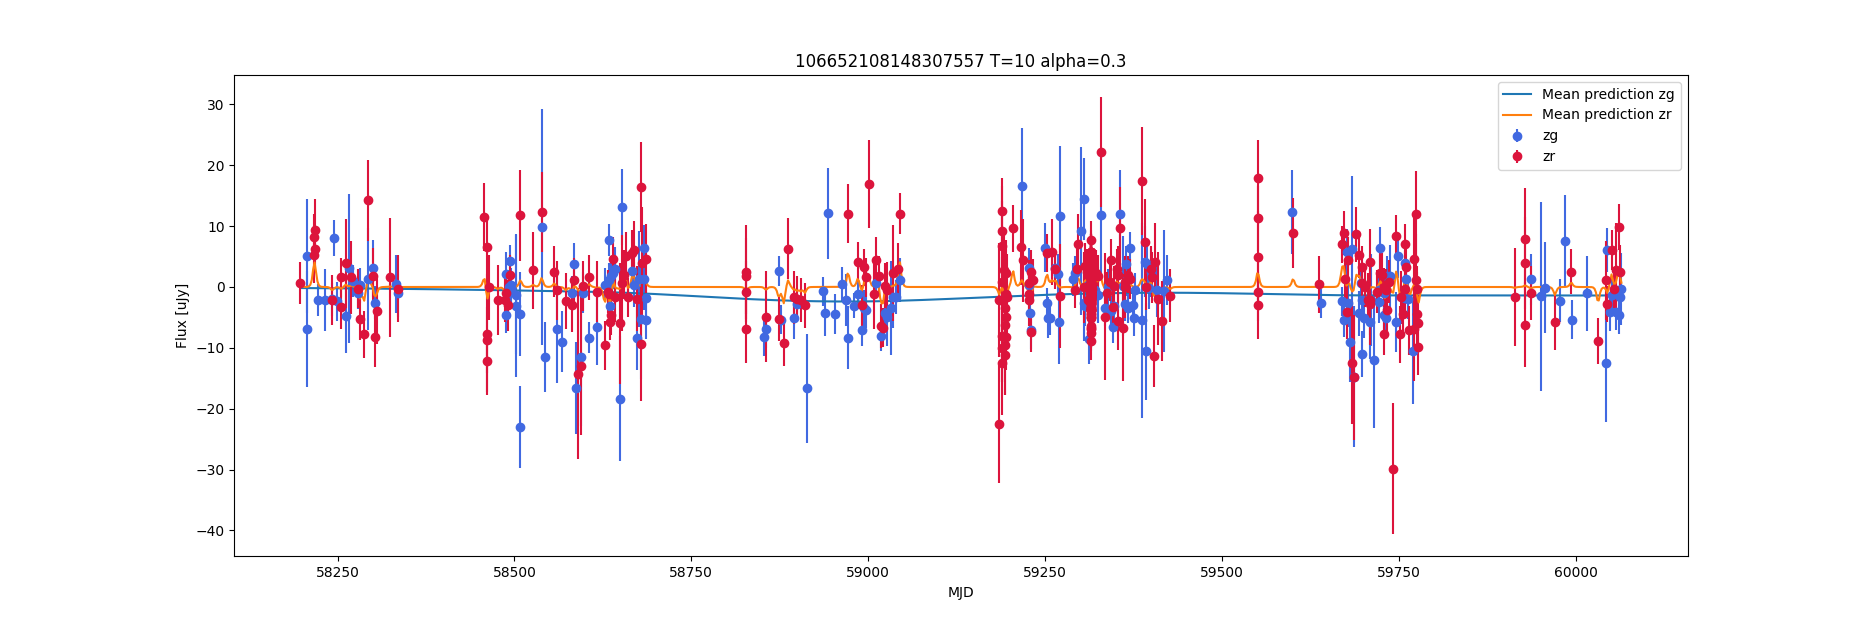 106652108148307557 T=10 alpha=0.3
Mean prediction zg
Mean prediction zr
zg
zr
Flux [uJy]
30
20
10
0
−10
−20
−30
−40
58250 58500 58750 59000 59250 59500 59750 60000
MJD